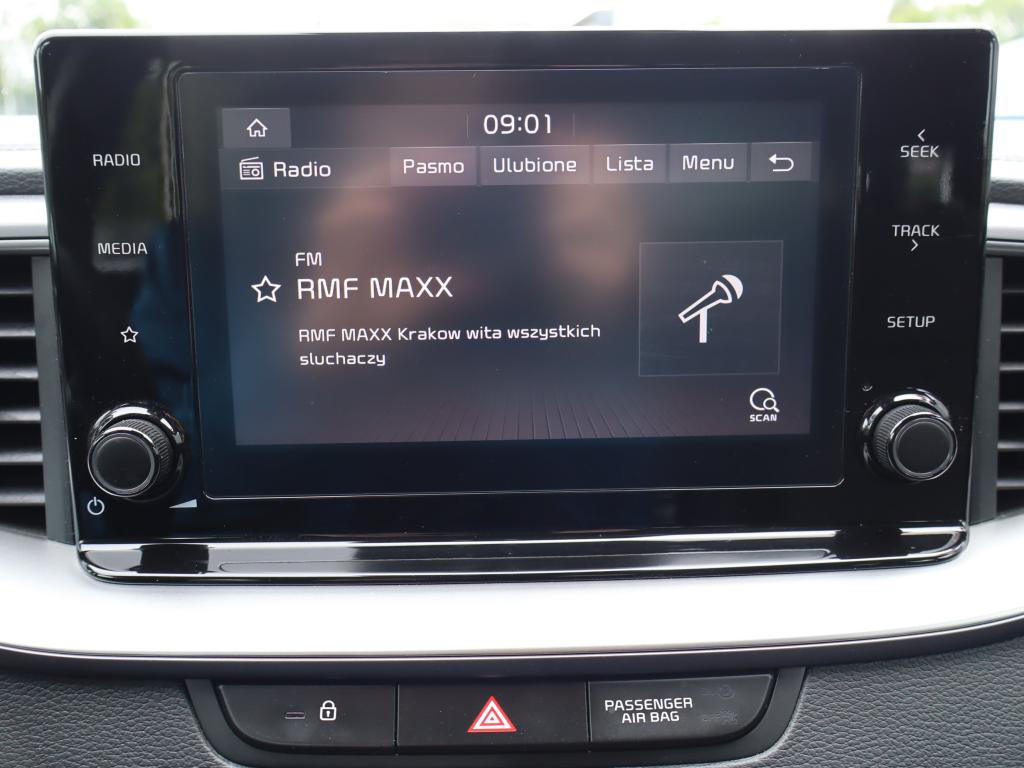 09:01
RADIO
Radio
Pasmo
Ulubione
Lista
Menu
SEEK
MEDIA
TRACK
FM
RMF MAXX
RMF MAXX Krakow wita wszystkich
sluchaczy
SETUP
SCAN
PASSENGER
AIR BAG